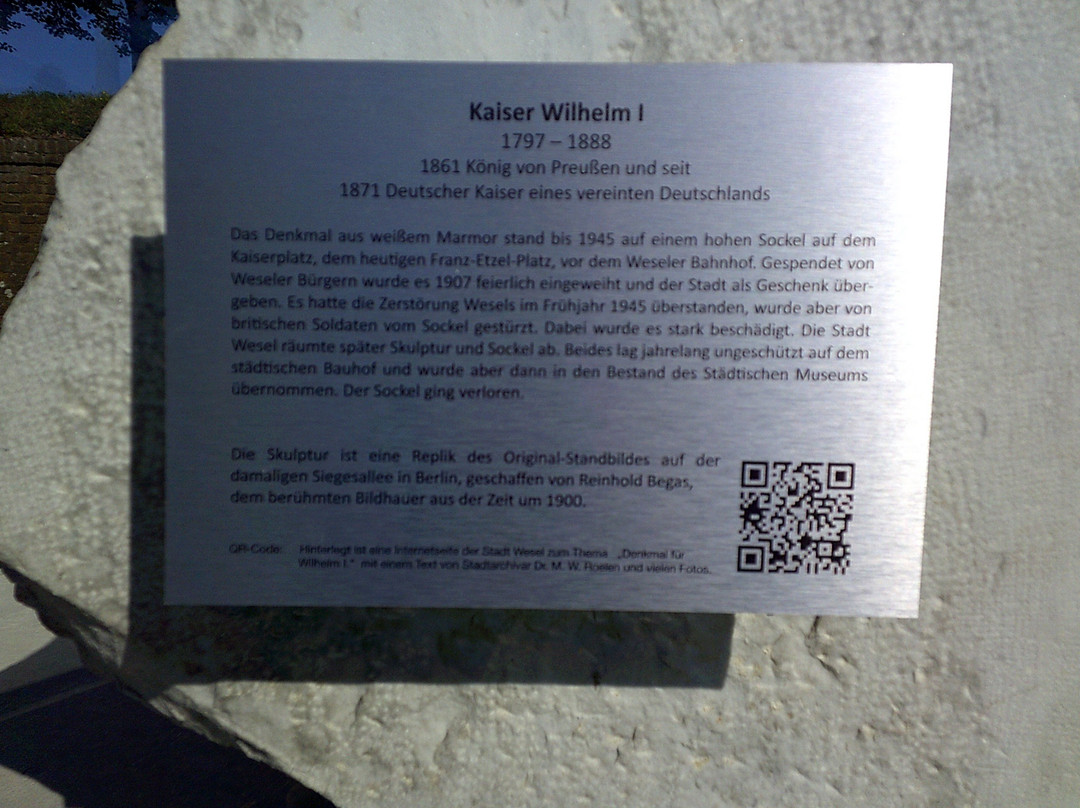 Kaiser Wilhelm I
1797 – 1888
1861 König von Preußen und seit
1871 Deutscher Kaiser eines vereinten Deutschlands
Das Denkmal aus weißem Marmor stand bis 1945 auf einem hohen Sockel auf dem
Kaiserplatz, dem heutigen Franz-Etzel-Platz, vor dem Weseler Bahnhof. Gespendet von
Weseler Bürgern wurde es 1907 feierlich eingeweiht und der Stadt als Geschenk über-
geben. Es hatte die Zerstörung Wesels im Frühjahr 1945 überstanden, wurde aber von
britischen Soldaten vom Sockel gestürzt. Dabei wurde es stark beschädigt. Die Stadt
Wesel räumte später Skulptur und Sockel ab. Beides lag jahrelang ungeschützt auf dem
städtischen Bauhof und wurde aber dann in den Bestand des Städtischen Museums
übernommen. Der Sockel ging verloren.
Die Skulptur ist eine Replik des Original-Standbildes auf der
damaligen Siegesallee in Berlin, geschaffen von Reinhold Begas,
dem berühmten Bildhauer aus der Zeit um 1900.
QR-Code: Hinterlegt ist eine Internetseite der Stadt Wesel zum Thema „Denkmal für
Wilhelm I." mit einem Text von Stadtarchivar Dr. M. W. Roelen und vielen Fotos.